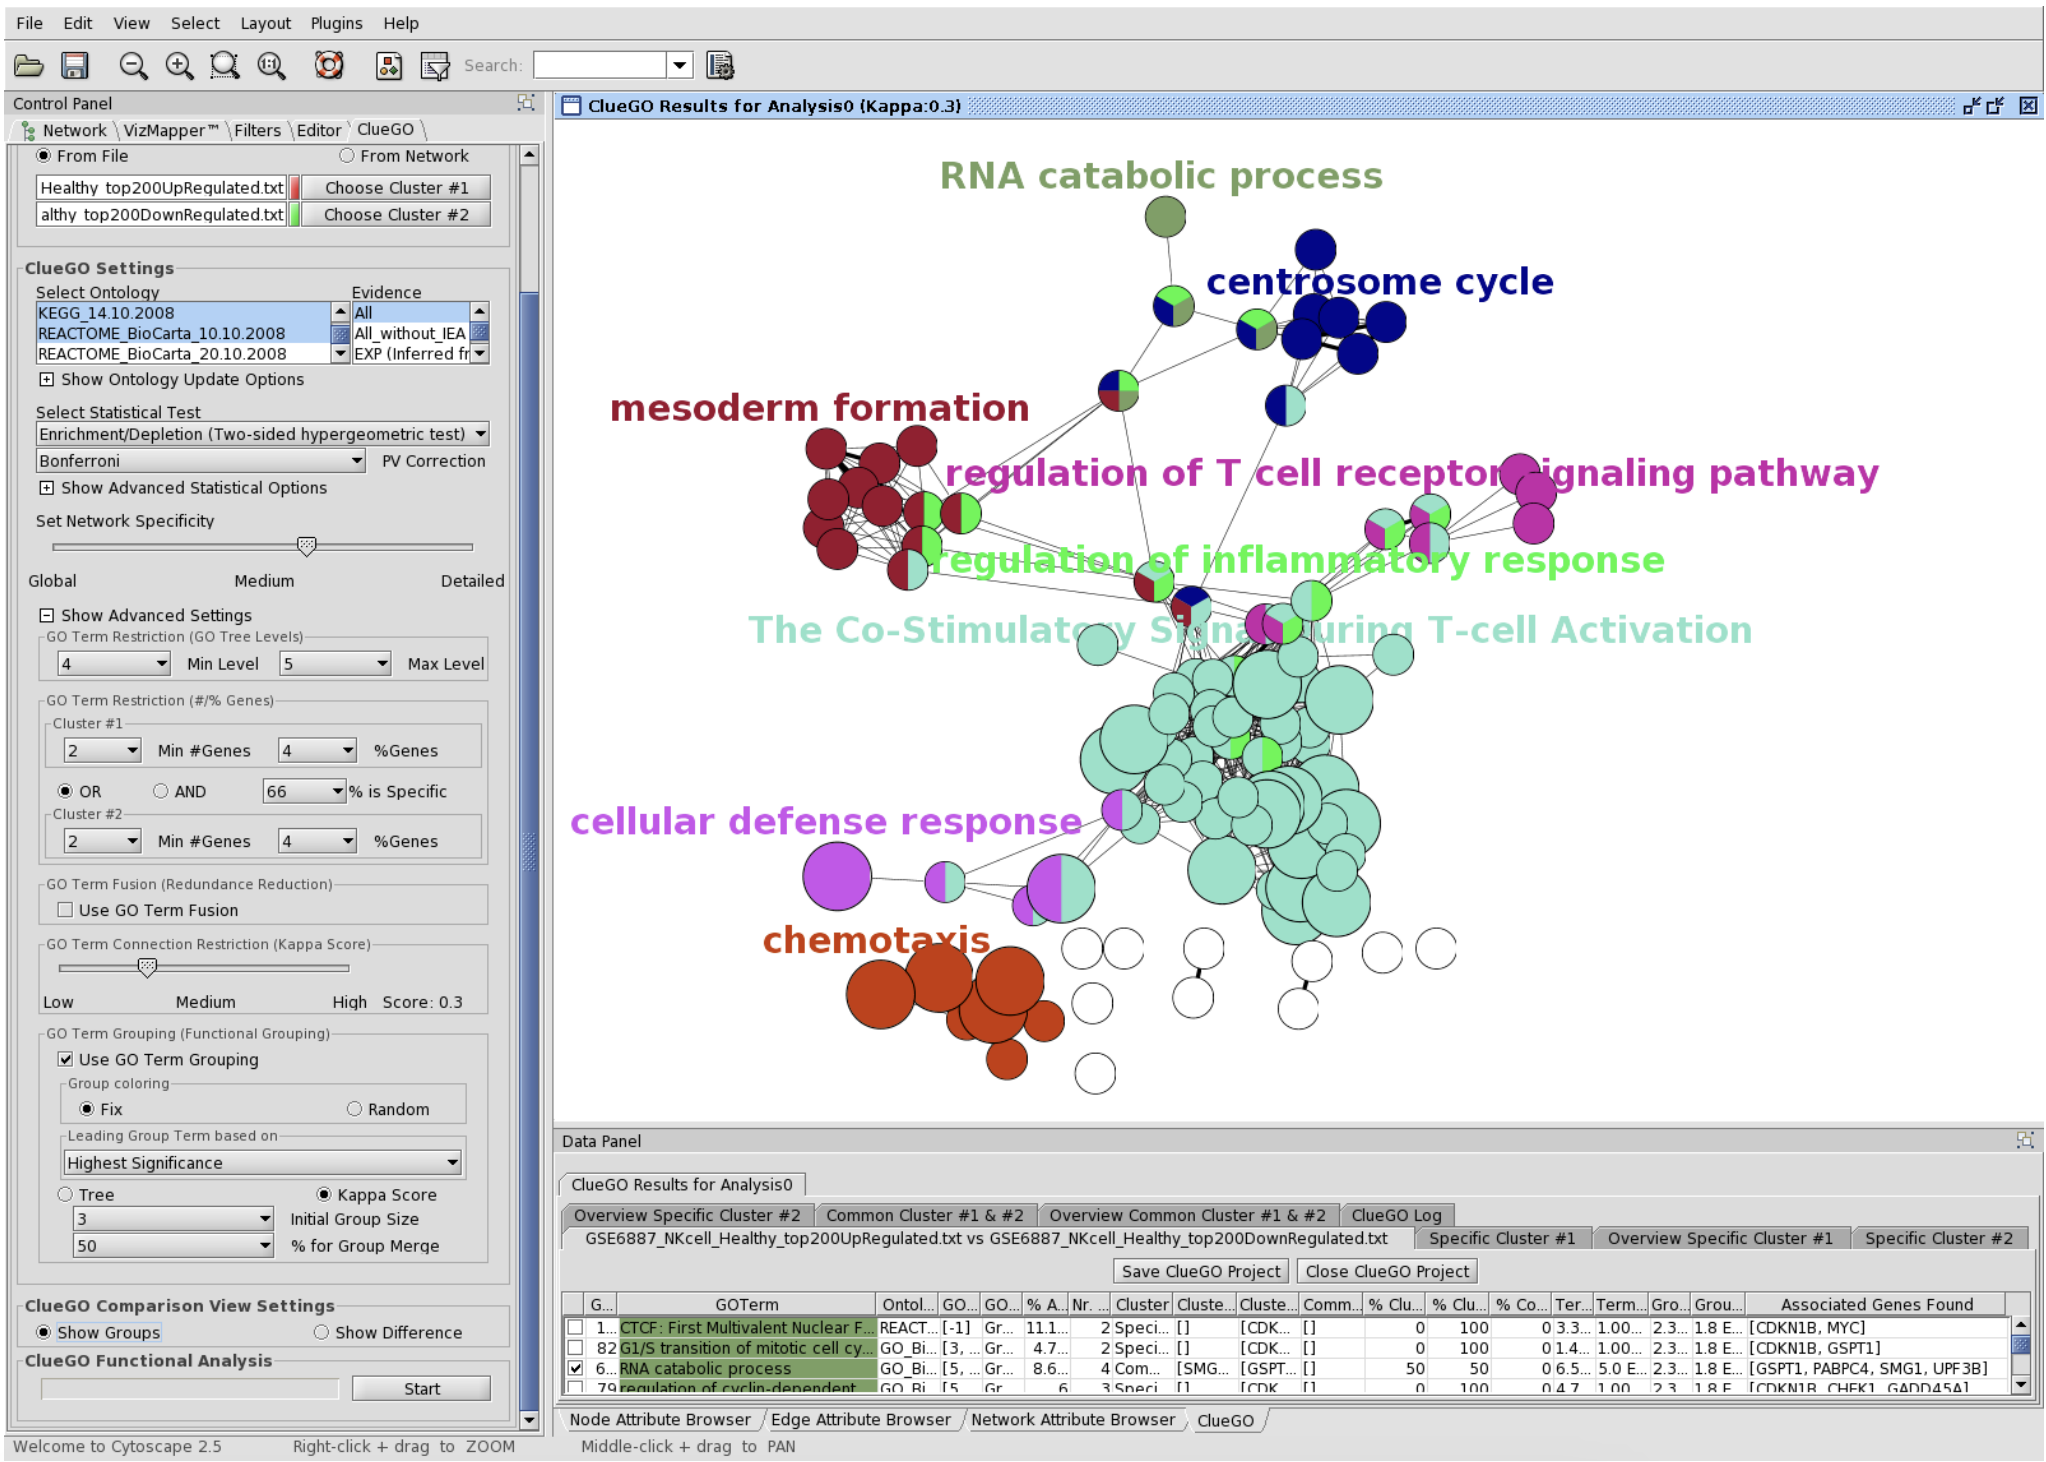 File Edit View Select Layout Plugins Help
Search:
Control Panel
Network VizMapper™ Filters Editor ClueGO
From File From Network
Healthy top200UpRegulated.txt Choose Cluster #1
althy top200DownRegulated.txt Choose Cluster #2
ClueGO Settings
Select Ontology Evidence
KEGG_14.10.2008 All
REACTOME_BioCarta_10.10.2008 All_without_IEA
REACTOME_BioCarta_20.10.2008 EXP (Inferred fr
Show Ontology Update Options
Select Statistical Test
Enrichment/Depletion (Two-sided hypergeometric test)
Bonferroni PV Correction
Show Advanced Statistical Options
Set Network Specificity
Global Medium Detailed
Show Advanced Settings
GO Term Restriction (GO Tree Levels)
4 Min Level 5 Max Level
GO Term Restriction (#/% Genes)
Cluster #1
2 Min #Genes 4 %Genes
OR AND 66 % is Specific
Cluster #2
2 Min #Genes 4 %Genes
GO Term Fusion (Redundance Reduction)
Use GO Term Fusion
GO Term Connection Restriction (Kappa Score)
Low Medium High Score: 0.3
GO Term Grouping (Functional Grouping)
Use GO Term Grouping
Group coloring
Fix Random
Leading Group Term based on
Highest Significance
Tree Kappa Score
3 Initial Group Size
50 % for Group Merge
ClueGO Comparison View Settings
Show Groups Show Difference
ClueGO Functional Analysis
Start
ClueGO Results for Analysis0 (Kappa:0.3)
RNA catabolic process
centrosome cycle
mesoderm formation
regulation of T cell receptor signaling pathway
regulation of inflammatory response
The Co-Stimulatory Signal During T-cell Activation
cellular defense response
chemotaxis
Data Panel
ClueGO Results for Analysis0
Overview Specific Cluster #2 Common Cluster #1 & #2 Overview Common Cluster #1 & #2 ClueGO Log
GSE6887_NKcell_Healthy_top200UpRegulated.txt vs GSE6887_NKcell_Healthy_top200DownRegulated.txt Specific Cluster #1 Overview Specific Cluster #1 Specific Cluster #2
Save ClueGO Project Close ClueGO Project
G... GOTerm Ontol... GO... GO... % A... Nr. ... Cluster Cluste... Cluste... Comm... % Clu... % Clu... % Co... Ter... Term... Gro... Grou... Associated Genes Found
1... CTCF: First Multivalent Nuclear F... REACT... [-1] Gr... 11.1... 2 Speci... [] [CDK... [] 0 100 0 3.3... 1.00... 2.3... 1.8 E... [CDKN1B, MYC]
82 G1/S transition of mitotic cell cy... GO_Bi... [3, ... Gr... 4.7... 2 Speci... [] [CDK... [] 0 100 0 1.4... 1.00... 2.3... 1.8 E... [CDKN1B, GSPT1]
6... RNA catabolic process GO_Bi... [5, ... Gr... 8.6... 4 Com... [SMG... [GSPT... [] 50 50 0 6.5... 5.0 E... 2.3... 1.8 E... [GSPT1, PABPC4, SMG1, UPF3B]
79 regulation of cyclin-dependent GO_Bi... [5 Gr 6 3 Speci [] [CDK [] 0 100 0 4.7 1.00 2.3 1.8 E [CDKN1B, CHEK1, GADD45A]
Node Attribute Browser Edge Attribute Browser Network Attribute Browser ClueGO
Welcome to Cytoscape 2.5 Right-click + drag to ZOOM Middle-click + drag to PAN